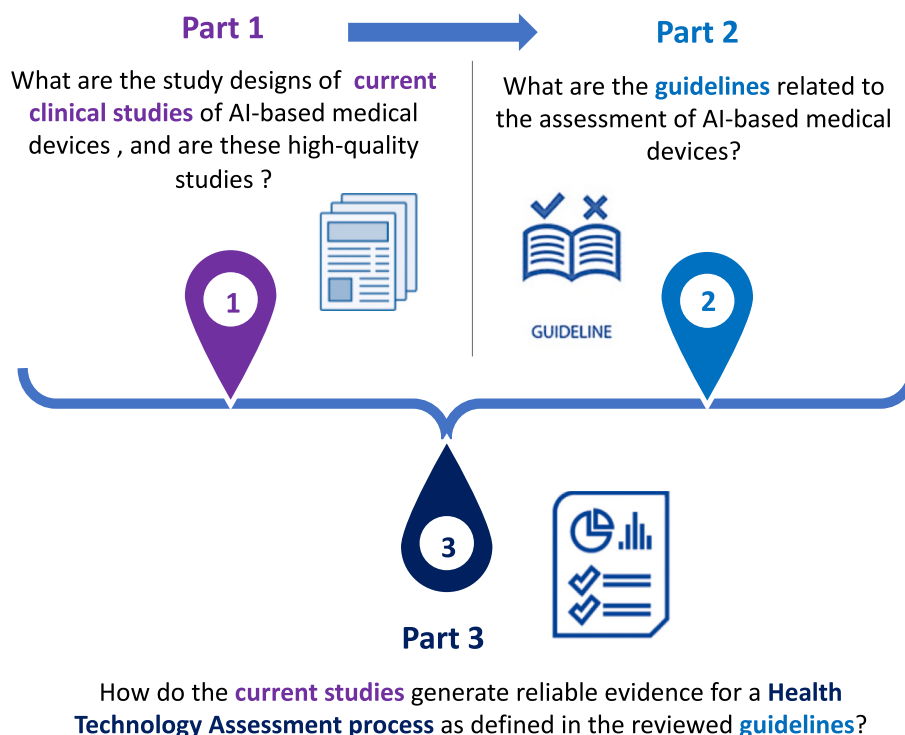 Part 1
What are the study designs of current
clinical studies of AI-based medical
devices , and are these high-quality
studies ?
Part 2
What are the guidelines related to
the assessment of AI-based medical
devices?
GUIDELINE
1
2
3
Part 3
How do the current studies generate reliable evidence for a Health
Technology Assessment process as defined in the reviewed guidelines?